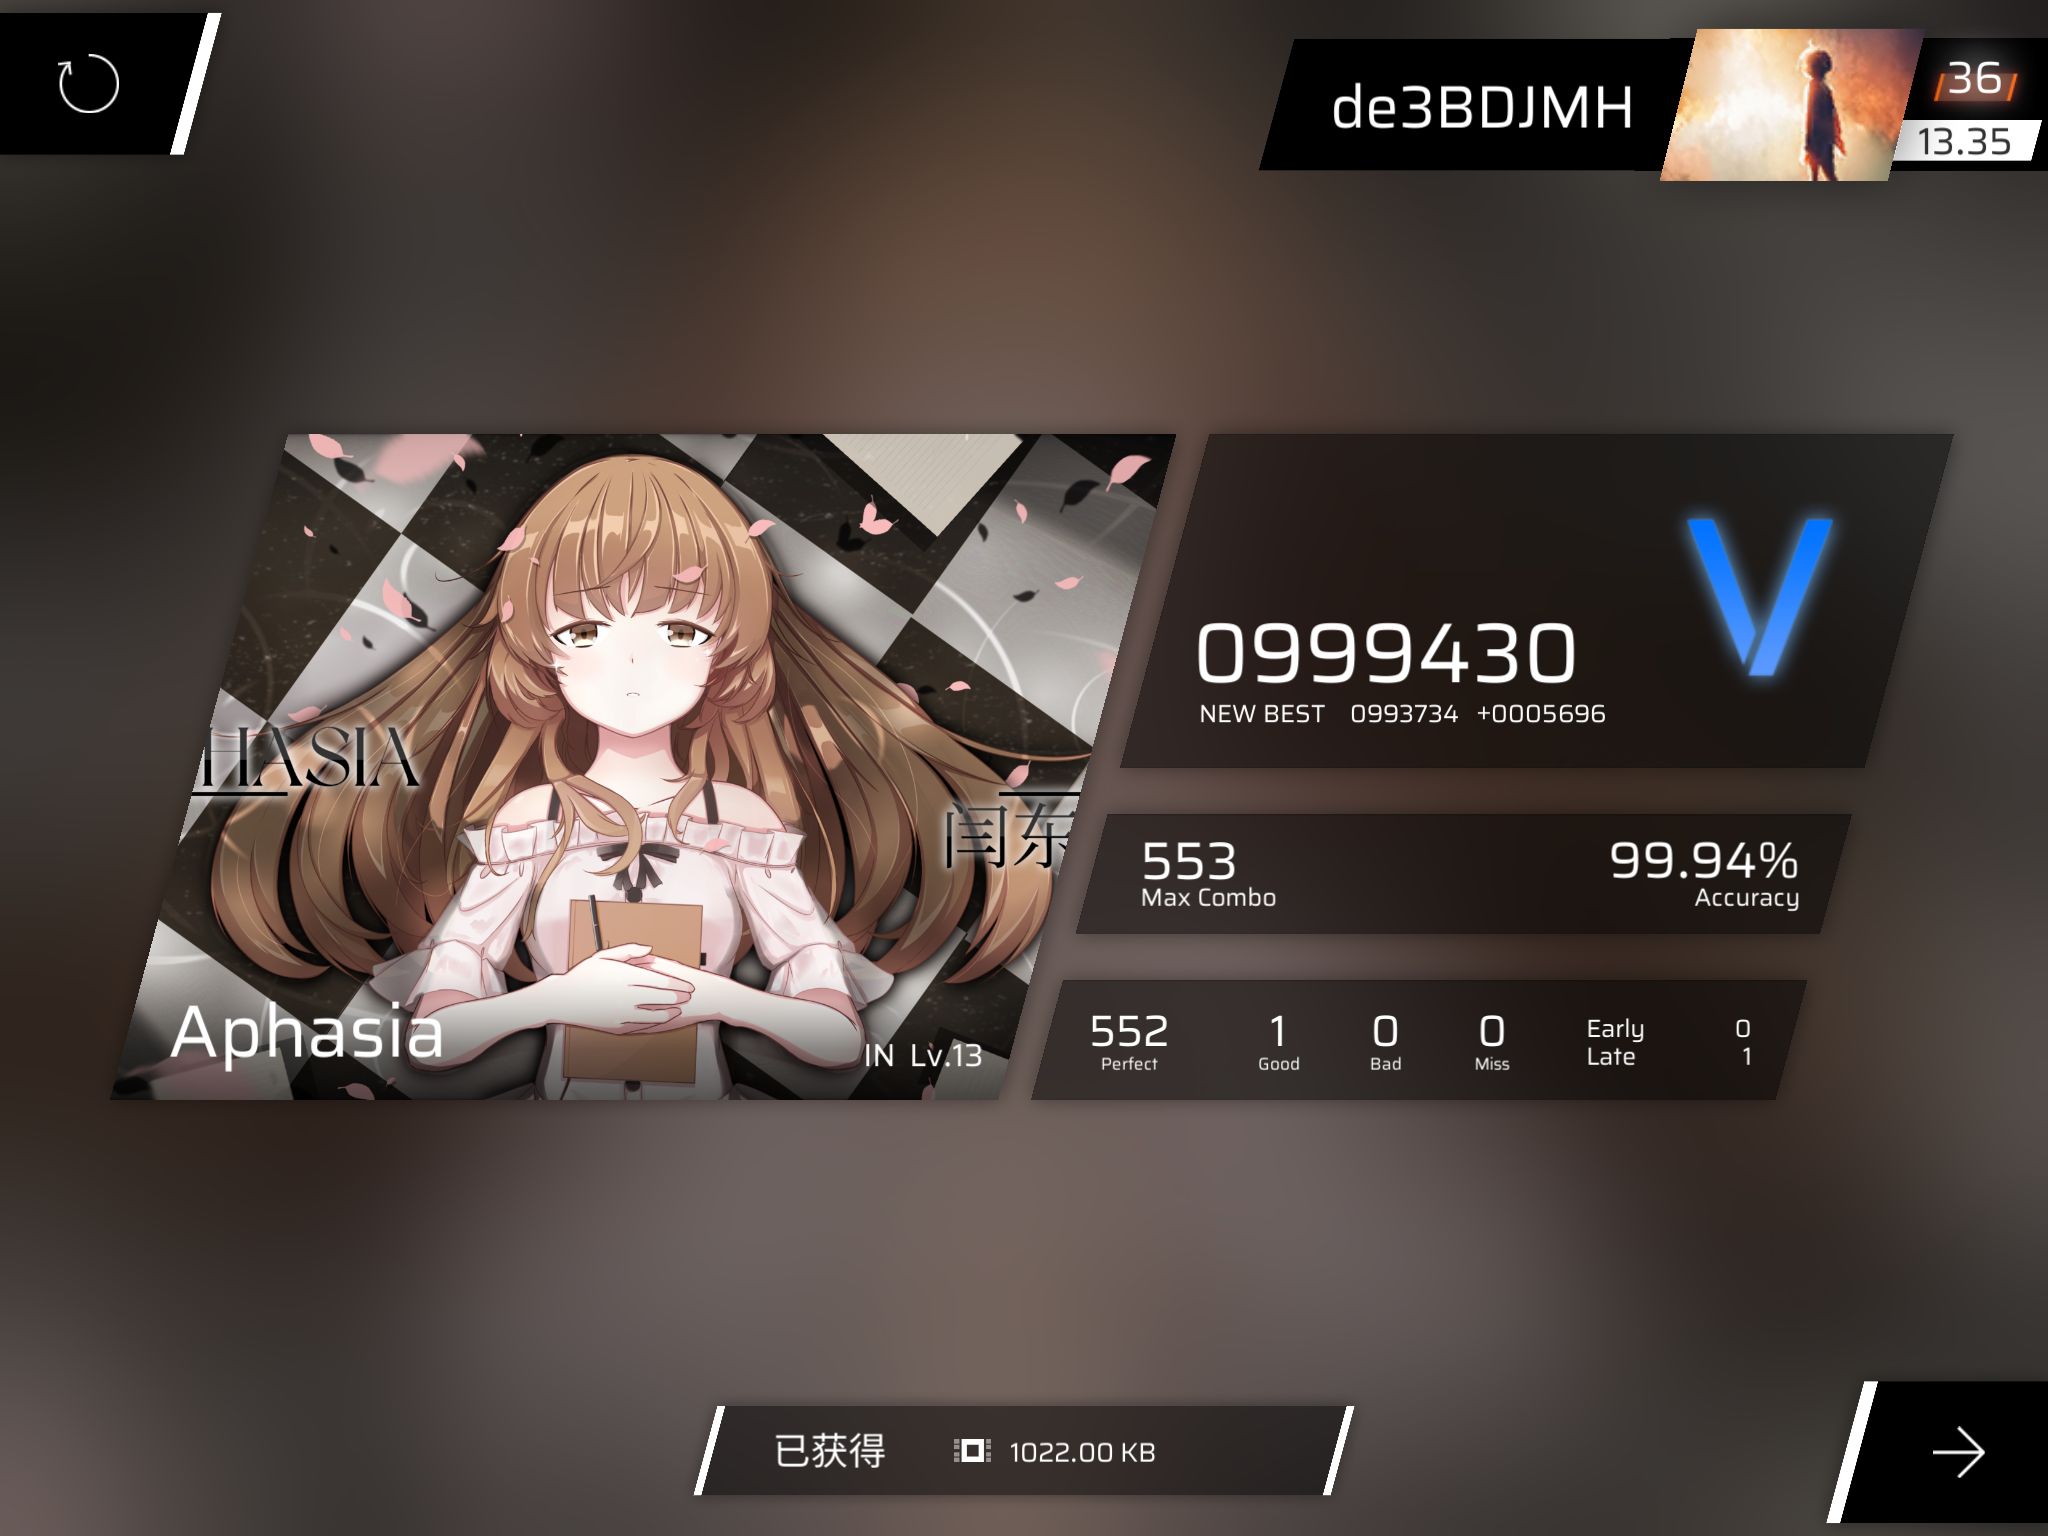 de3BDJMH
36
13.35
HASIA
闫东
Aphasia
IN Lv.13
0999430
V
NEW BEST 0993734 +0005696
553
Max Combo
99.94%
Accuracy
552
Perfect
1
Good
0
Bad
0
Miss
Early 0
Late 1
已获得 1022.00 KB